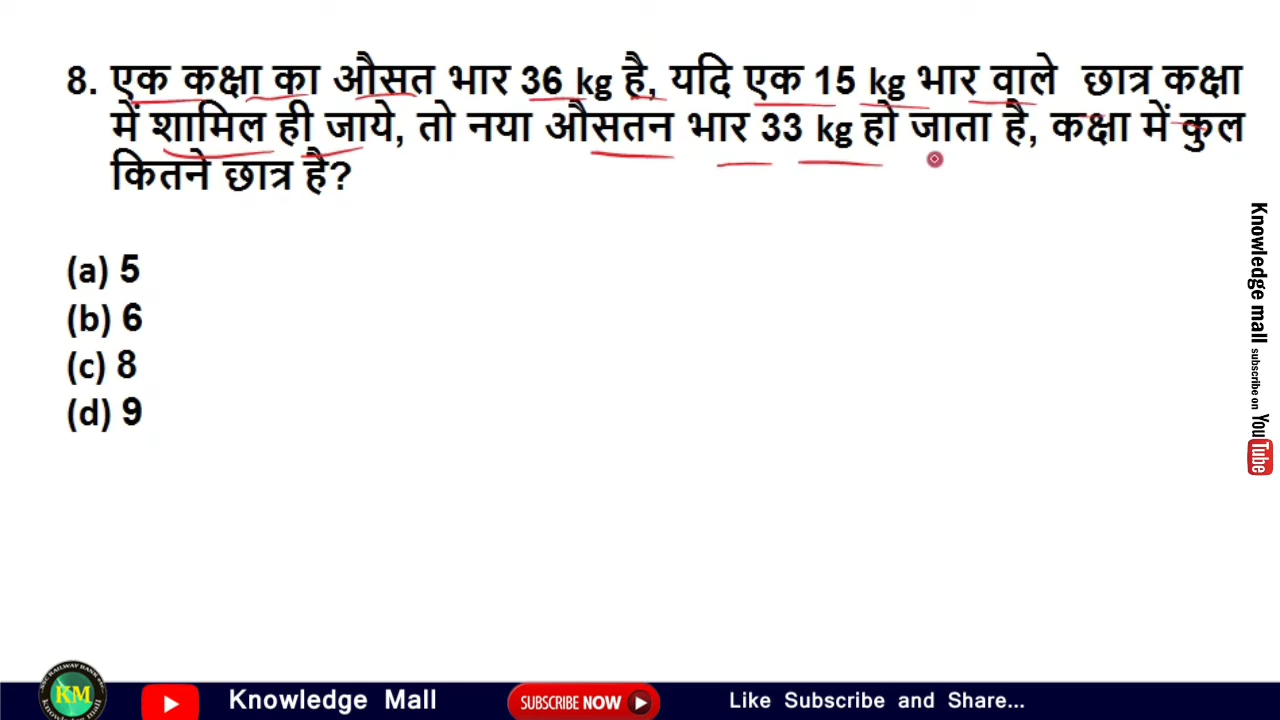 8. एक कक्षा का औसत भार 36 kg है, यदि एक 15 kg भार वाले छात्र कक्षा
में शामिल ही जाये, तो नया औसतन भार 33 kg हो जाता है, कक्षा में कुल
कितने छात्र है?
(a) 5
(b) 6
(c) 8
(d) 9
Knowledge mall subscribe on YouTube
KM
Knowledge Mall
SUBSCRIBE NOW
Like Subscribe and Share...